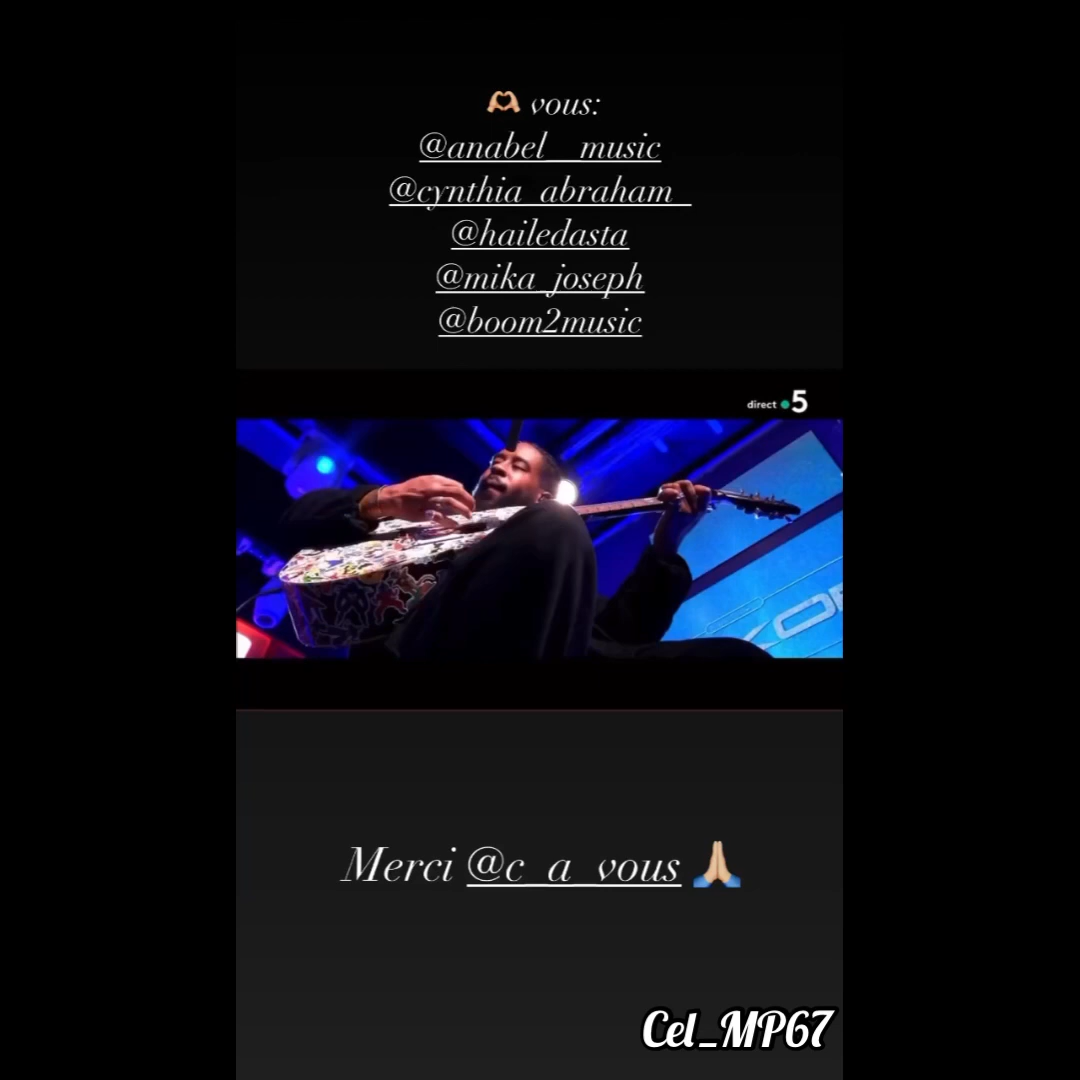 🫶🏼 vous:
@anabel__music
@cynthia_abraham_
@hailedasta
@mika_joseph
@boom2music
direct 5
Merci @c_a_vous 🙏🏼
Cel_MP67